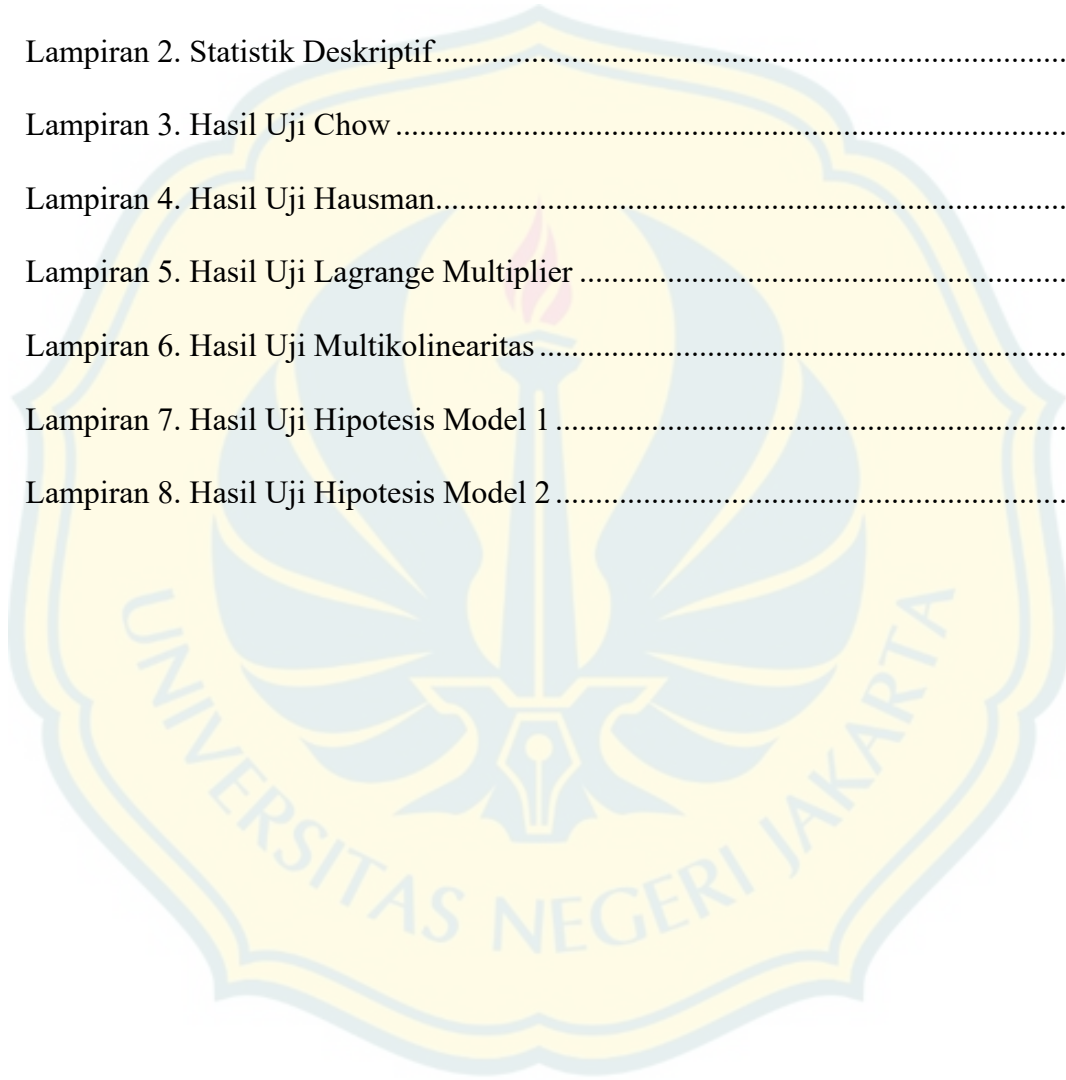 Lampiran 2. Statistik Deskriptif....................................................................................
Lampiran 3. Hasil Uji Chow....................................................................................
Lampiran 4. Hasil Uji Hausman....................................................................................
Lampiran 5. Hasil Uji Lagrange Multiplier ................................................................
Lampiran 6. Hasil Uji Multikolinearitas....................................................................
Lampiran 7. Hasil Uji Hipotesis Model 1 ..................................................................
Lampiran 8. Hasil Uji Hipotesis Model 2 ..................................................................
UNIVERSITAS NEGERI JAKARTA